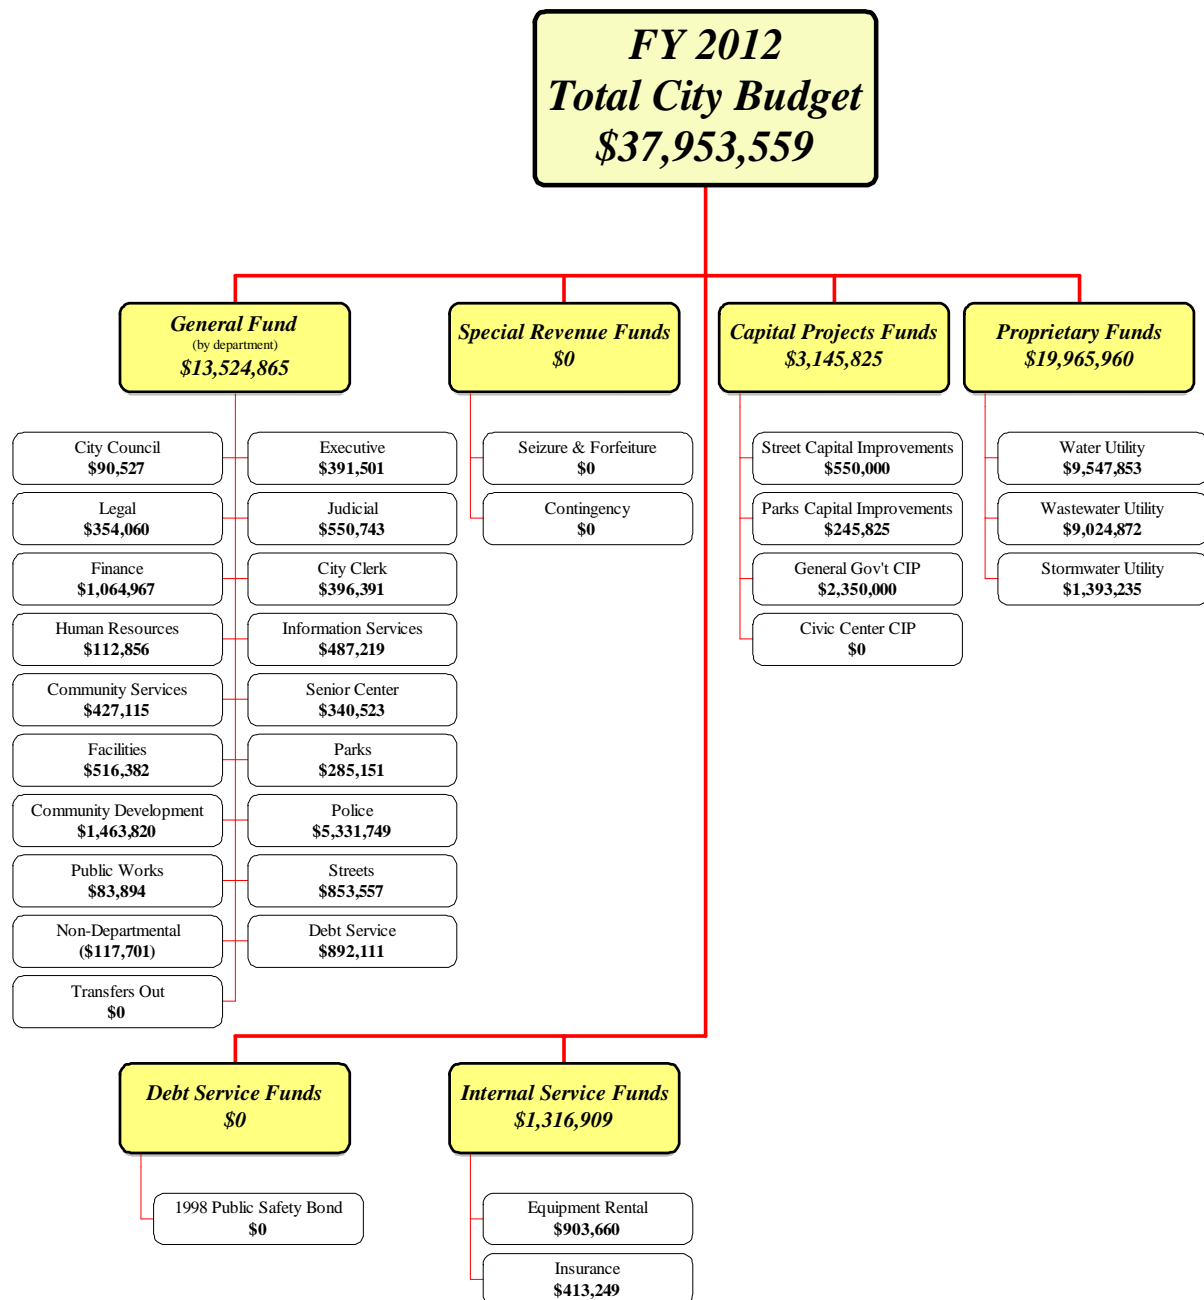 FY 2012
Total City Budget
$37,953,559
General Fund
(by department)
$13,524,865
Special Revenue Funds
$0
Capital Projects Funds
$3,145,825
Proprietary Funds
$19,965,960
City Council
$90,527
Executive
$391,501
Legal
$354,060
Judicial
$550,743
Finance
$1,064,967
City Clerk
$396,391
Human Resources
$112,856
Information Services
$487,219
Community Services
$427,115
Senior Center
$340,523
Facilities
$516,382
Parks
$285,151
Community Development
$1,463,820
Police
$5,331,749
Public Works
$83,894
Streets
$853,557
Non-Departmental
($117,701)
Debt Service
$892,111
Transfers Out
$0
Seizure & Forfeiture
$0
Contingency
$0
Street Capital Improvements
$550,000
Parks Capital Improvements
$245,825
General Gov't CIP
$2,350,000
Civic Center CIP
$0
Water Utility
$9,547,853
Wastewater Utility
$9,024,872
Stormwater Utility
$1,393,235
Debt Service Funds
$0
1998 Public Safety Bond
$0
Internal Service Funds
$1,316,909
Equipment Rental
$903,660
Insurance
$413,249